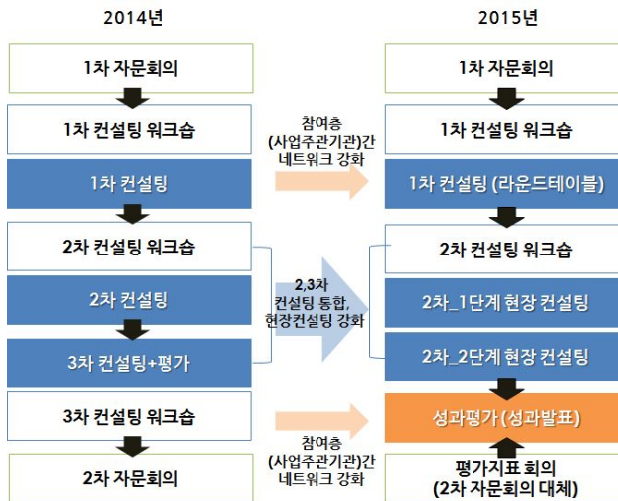 2014년
2015년
1차 자문회의
1차 컨설팅 워크숍
1차 컨설팅
2차 컨설팅 워크숍
2차 컨설팅
3차 컨설팅+평가
3차 컨설팅 워크숍
2차 자문회의
참여층
(사업주관기관)간
네트워크 강화
2,3차
컨설팅 통합,
현장컨설팅 강화
참여층
(사업주관기관)간
네트워크 강화
1차 자문회의
1차 컨설팅 워크숍
1차 컨설팅 (라운드테이블)
2차 컨설팅 워크숍
2차_1단계 현장 컨설팅
2차_2단계 현장 컨설팅
성과평가 (성과발표)
평가지표 회의
(2차 자문회의 대체)